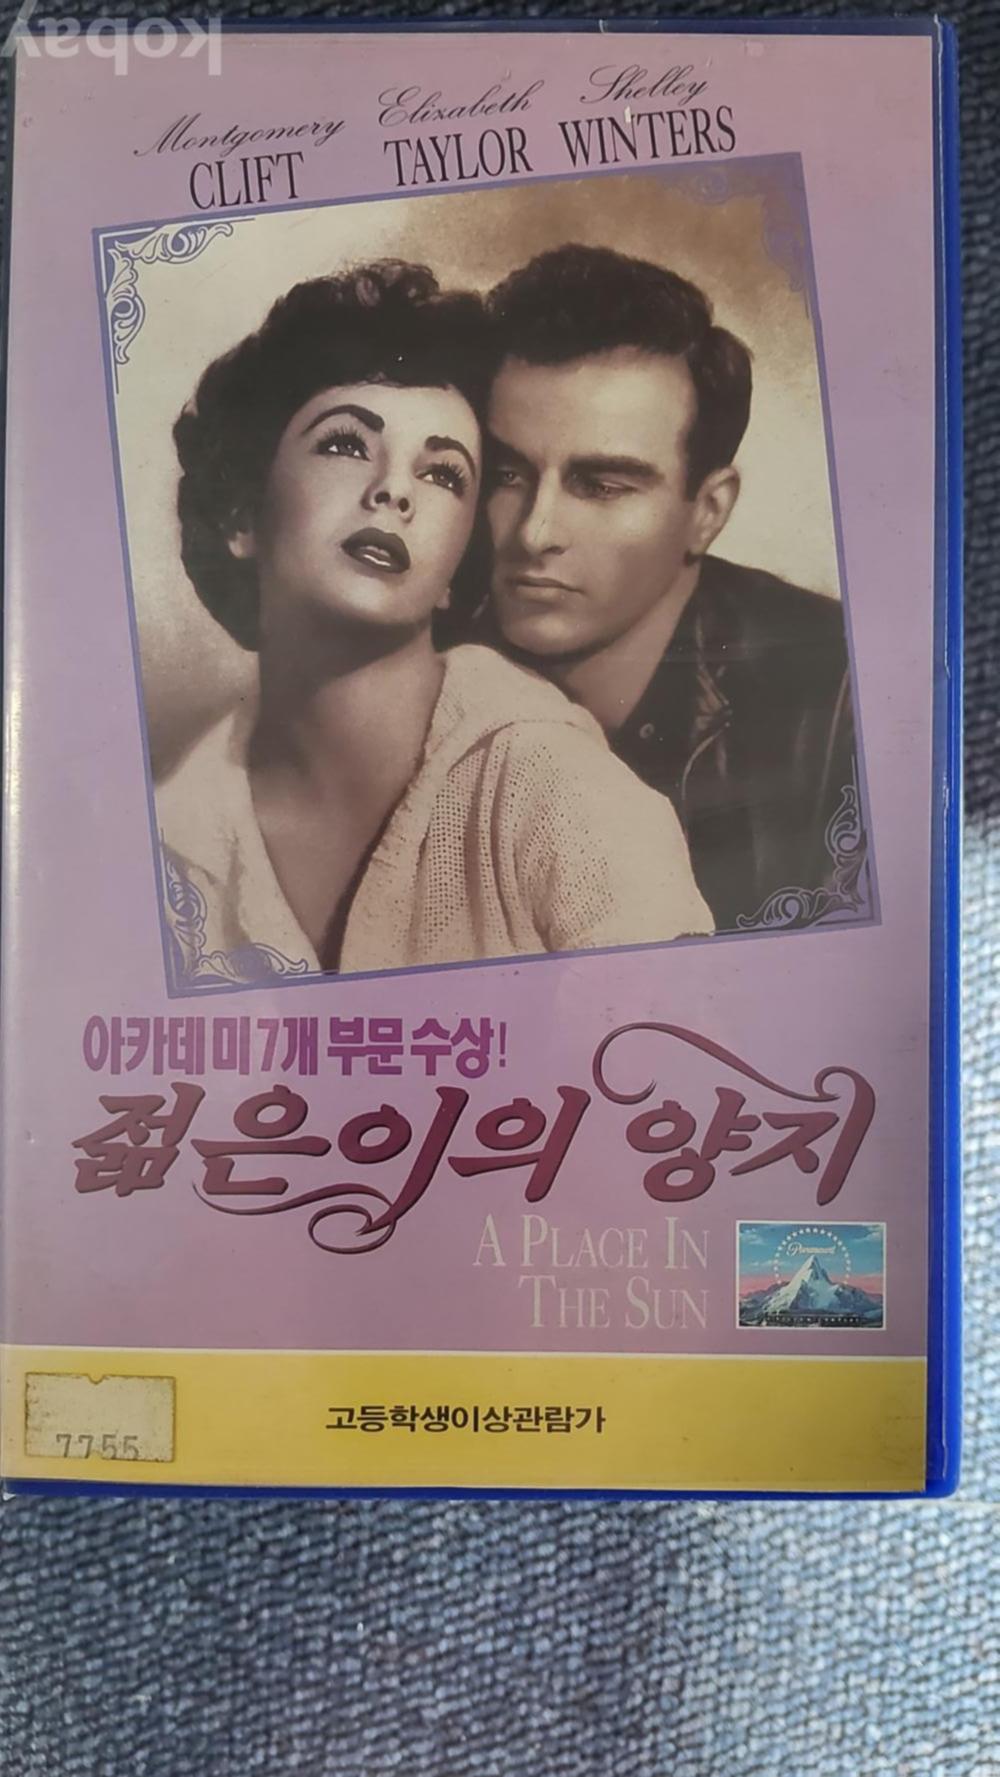 kobay
Montgomery Elizabeth Shelley
CLIFT TAYLOR WINTERS
아카데미 7개 부문 수상!
젊은이의 양지
A PLACE IN
THE SUN
Paramount
7755
고등학생이상관람가